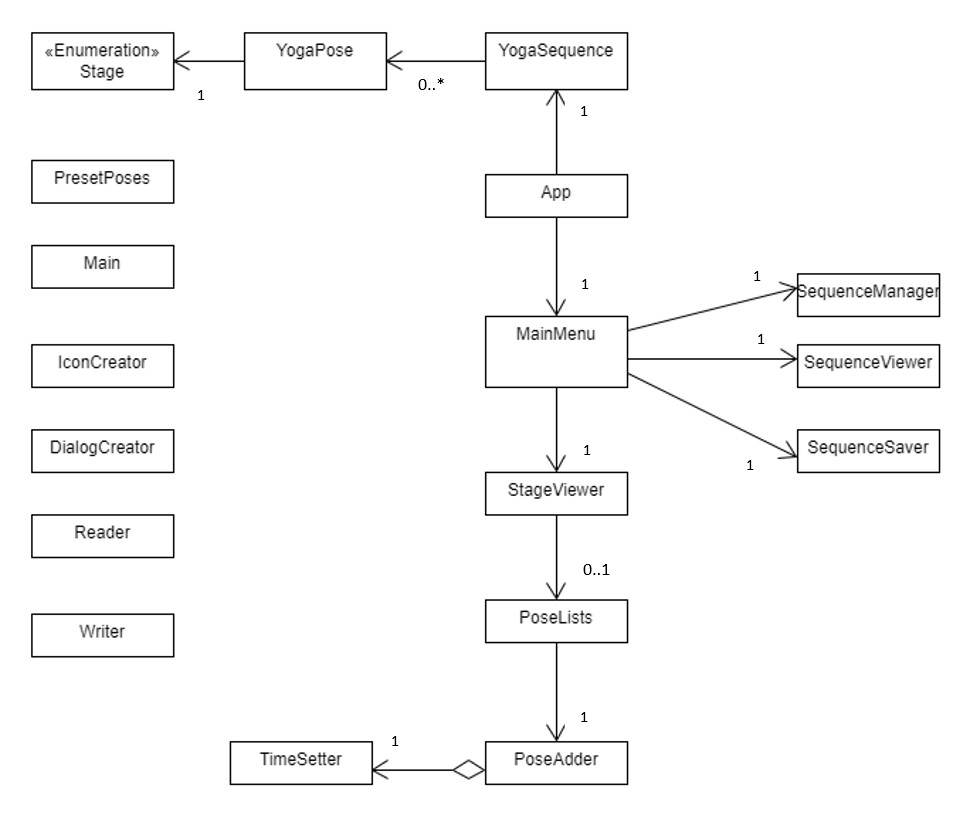 «Enumeration»
Stage
YogaPose
YogaSequence
1
0..*
1
PresetPoses
App
Main
1
1
SequenceManager
MainMenu
1
IconCreator
SequenceViewer
DialogCreator
1
1
SequenceSaver
StageViewer
Reader
0..1
PoseLists
Writer
1
1
TimeSetter
PoseAdder